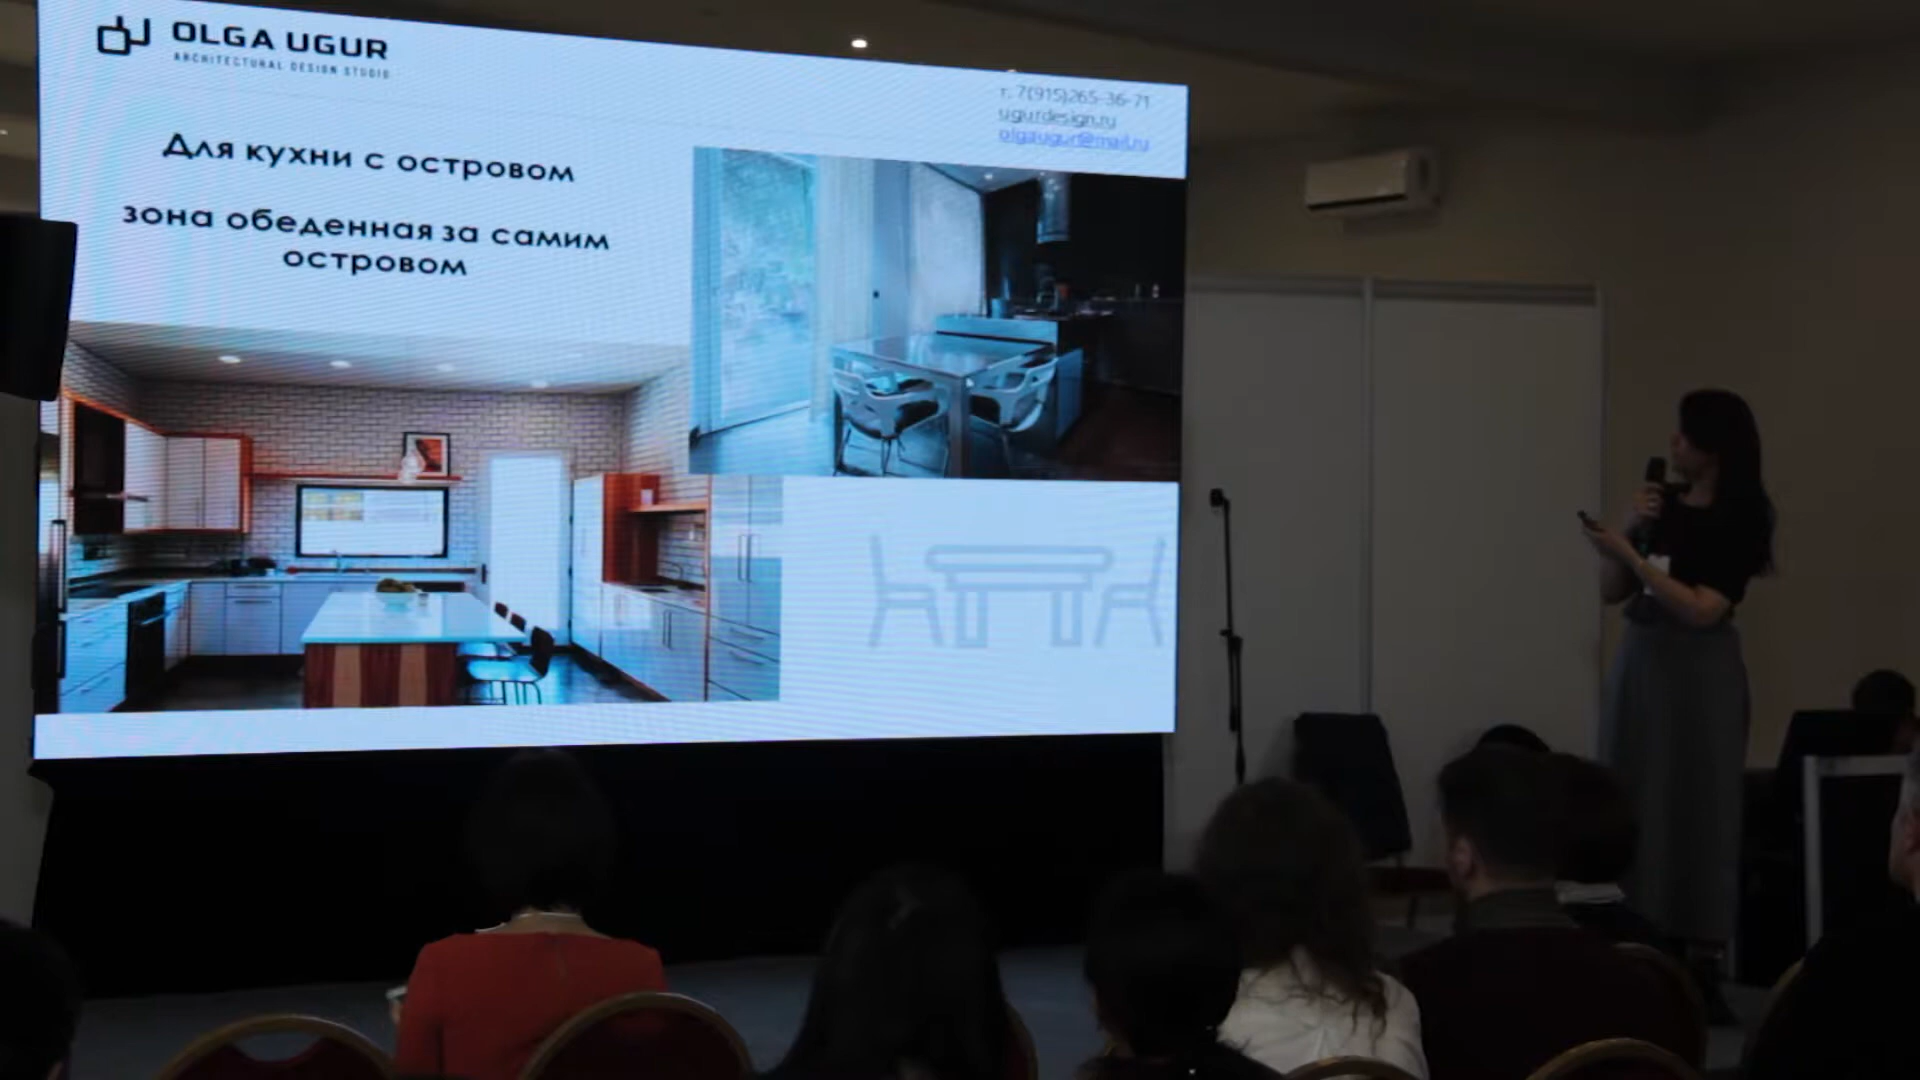 OLGA UGUR
ARCHITECTURAL DESIGN STUDIO
т. 7(915)265-36-71
ugurdesign.ru
olgaugur@mail.ru
Для кухни с островом
зона обеденная за самим
островом